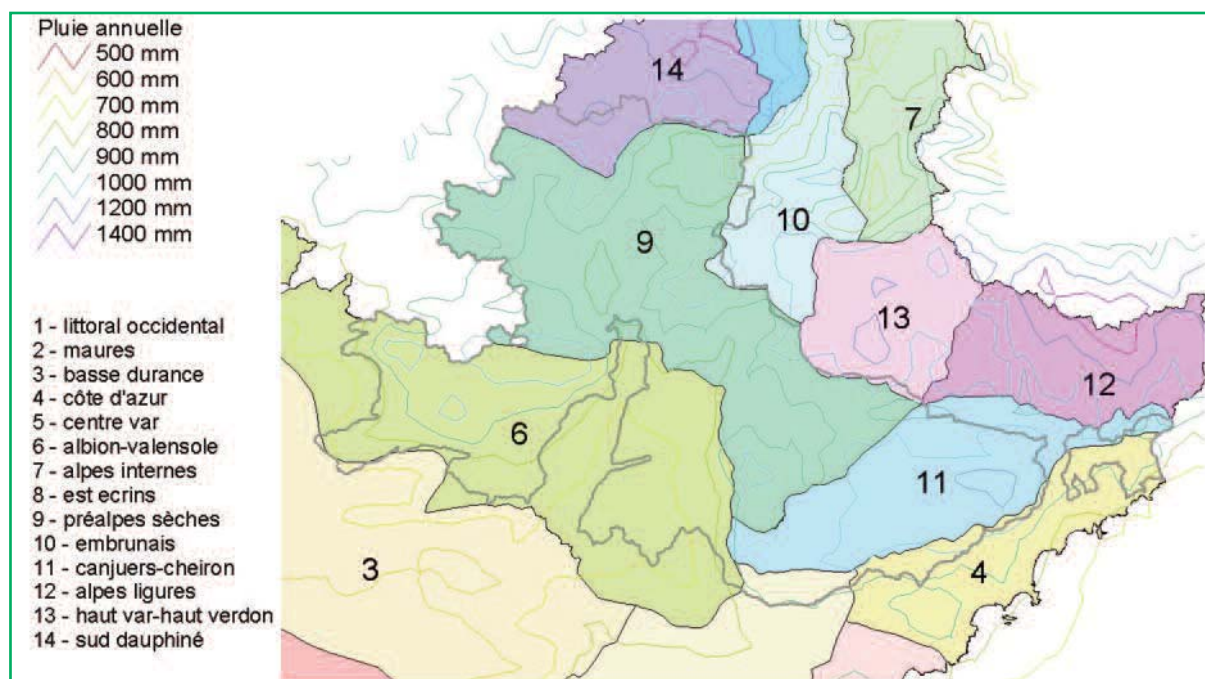 Pluie annuelle
500 mm
600 mm
700 mm
800 mm
900 mm
1000 mm
1200 mm
1400 mm
1 - littoral occidental
2 - maures
3 - basse durance
4 - côte d'azur
5 - centre var
6 - albion-valensole
7 - alpes internes
8 - est ecrins
9 - préalpes sèches
10 - embrunais
11 - canjuers-cheiron
12 - alpes ligures
13 - haut var-haut verdon
14 - sud dauphiné
14
7
10
9
13
12
6
11
3
4